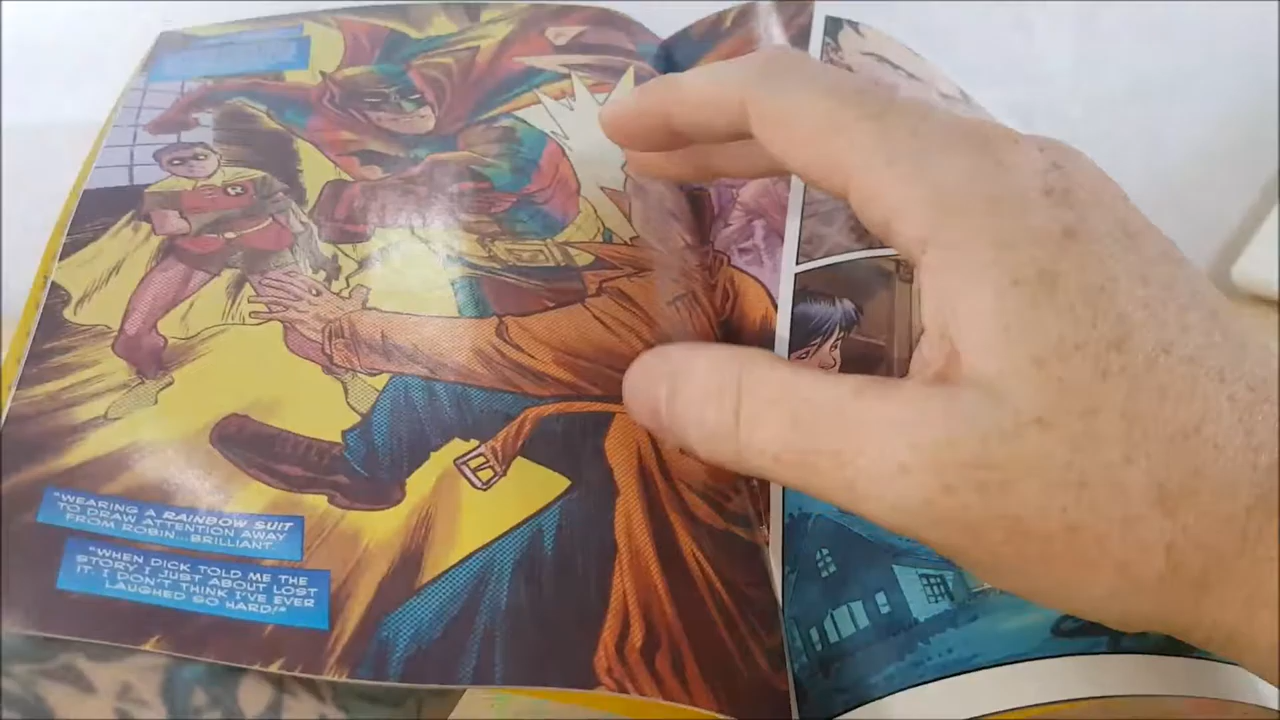 R
"WEARING A RAINBOW SUIT
TO DRAW ATTENTION AWAY
FROM ROBIN...BRILLIANT.
"WHEN DICK TOLD ME THE
STORY I JUST ABOUT LOST
IT. I DON'T THINK I'VE EVER
LAUGHED SO HARD!"